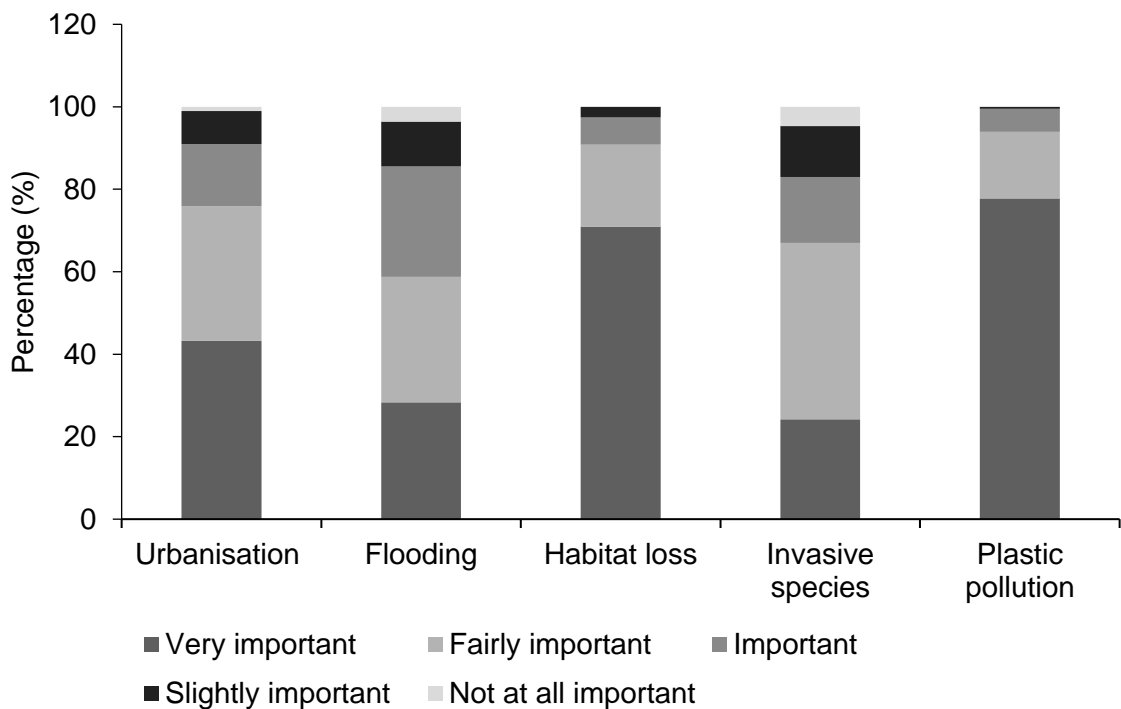 120
100
80
60
40
20
0
Percentage (%)
Urbanisation
Flooding
Habitat loss
Invasive
species
Plastic
pollution
Very important
Fairly important
Important
Slightly important
Not at all important